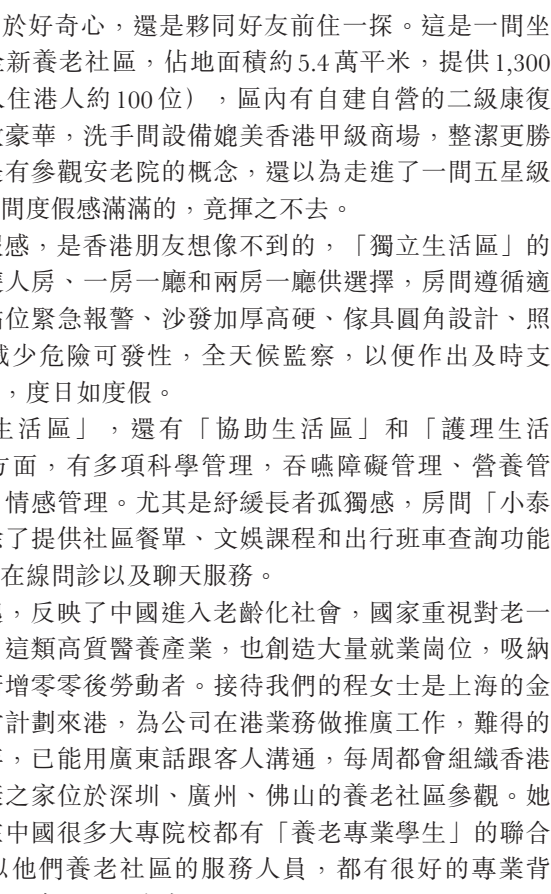 於好奇心，還是夥同好友前往一探。這是一間坐
全新養老社區，佔地面積約5.4萬平米，提供1,300
入住港人約100位），區內有自建自營的二級康復
豪華，洗手間設備媲美香港甲級商場，整潔更勝
有參觀安老院的概念，還以為走進了一間五星級
間度假感滿滿的，竟揮之不去。
感，是香港朋友想像不到的，「獨立生活區」的
雙人房、一房一廳和兩房一廳供選擇，房間遵循適
位緊急報警、沙發加厚高硬、傢具圓角設計、照
減少危險可發性，全天候監察，以便作出及時支
，度日如度假。
生活區」，還有「協助生活區」和「護理生活
方面，有多項科學管理，吞嚥障礙管理、營養管
情感管理。尤其是紓緩長者孤獨感，房間「小泰
除了提供社區餐單、文娛課程和出行班車查詢功能
在線問診以及聊天服務。
，反映了中國進入老齡化社會，國家重視對老一
這類高質醫養產業，也創造大量就業崗位，吸納
新增零零後勞動者。接待我們的程女士是上海的金
計劃來港，為公司在港業務做推廣工作，難得的
，已能用廣東話跟客人溝通，每周都會組織香港
之家位於深圳、廣州、佛山的養老社區參觀。她
在中國很多大專院校都有「養老專業學生」的聯合
以他們養老社區的服務人員，都有很好的專業背